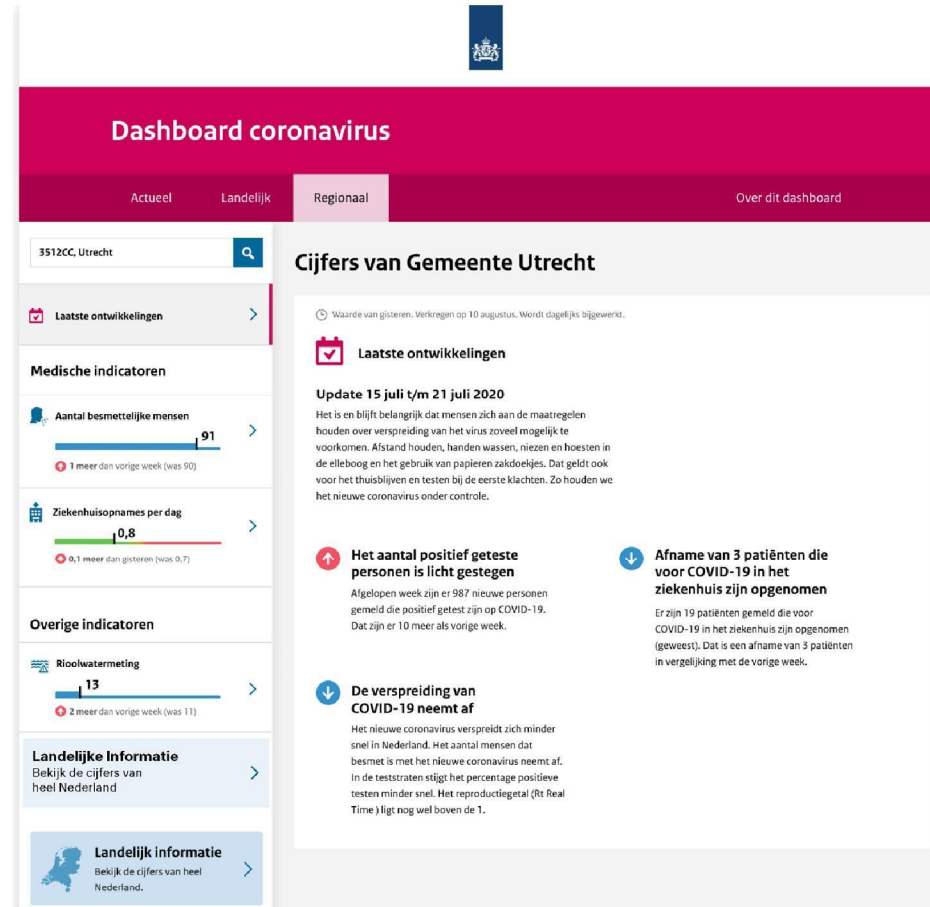 Dashboard coronavirus
Actueel
Landelijk
Regionaal
Over dit dashboard
3512CC, Utrecht
Laatste ontwikkelingen
Medische indicatoren
Aantal besmettelijke mensen
91
1 meer dan vorige week (was 90)
Ziekenhuisopnames per dag
0,8
0,1 meer dan gisteren (was 0,7)
Overige indicatoren
Rioolwatermeting
13
2 meer dan vorige week (was 11)
Landelijke Informatie
Bekijk de cijfers van
heel Nederland
Landelijk informatie
Bekijk de cijfers van heel
Nederland.
Cijfers van Gemeente Utrecht
Waarde van gisteren. Verkregen op 10 augustus. Wordt dagelijks bijgewerkt.
Laatste ontwikkelingen
Update 15 juli t/m 21 juli 2020
Het is en blijft belangrijk dat mensen zich aan de maatregelen
houden over verspreiding van het virus zoveel mogelijk te
voorkomen. Afstand houden, handen wassen, niezen en hoesten in
de elleboog en het gebruik van papieren zakdoekjes. Dat geldt ook
voor het thuisblijven en testen bij de eerste klachten. Zo houden we
het nieuwe coronavirus onder controle.
Het aantal positief geteste
personen is licht gestegen
Afgelopen week zijn er 987 nieuwe personen
gemeld die positief getest zijn op COVID-19.
Dat zijn er 10 meer als vorige week.
Afname van 3 patiënten die
voor COVID-19 in het
ziekenhuis zijn opgenomen
Er zijn 19 patiënten gemeld die voor
COVID-19 in het ziekenhuis zijn opgenomen
(geweest). Dat is een afname van 3 patiënten
in vergelijking met de vorige week.
De verspreiding van
COVID-19 neemt af
Het nieuwe coronavirus verspreidt zich minder
snel in Nederland. Het aantal mensen dat
besmet is met het nieuwe coronavirus neemt af.
In de teststraten stijgt het percentage positieve
testen minder snel. Het reproductiegetal (Rt Real
Time ) ligt nog wel boven de 1.